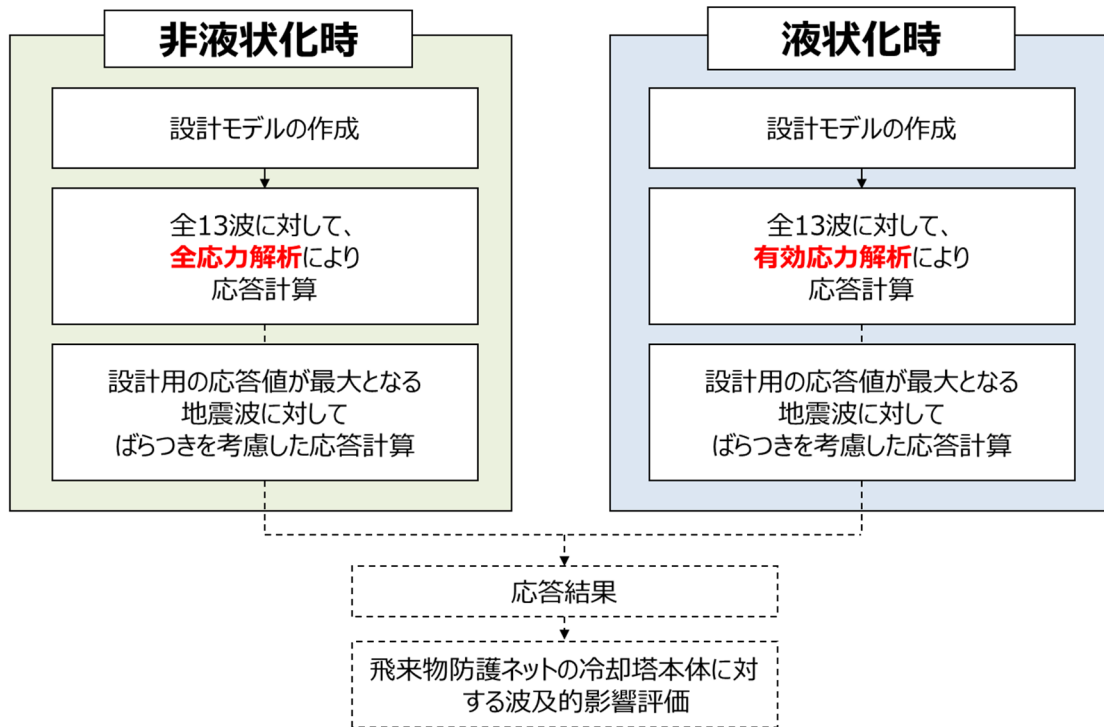 非液状化時
設計モデルの作成
全13波に対して、
全応力解析により
応答計算
設計用の応答値が最大となる
地震波に対して
ばらつきを考慮した応答計算
液状化時
設計モデルの作成
全13波に対して、
有効応力解析により
応答計算
設計用の応答値が最大となる
地震波に対して
ばらつきを考慮した応答計算
応答結果
飛来物防護ネットの冷却塔本体に対
する波及的影響評価